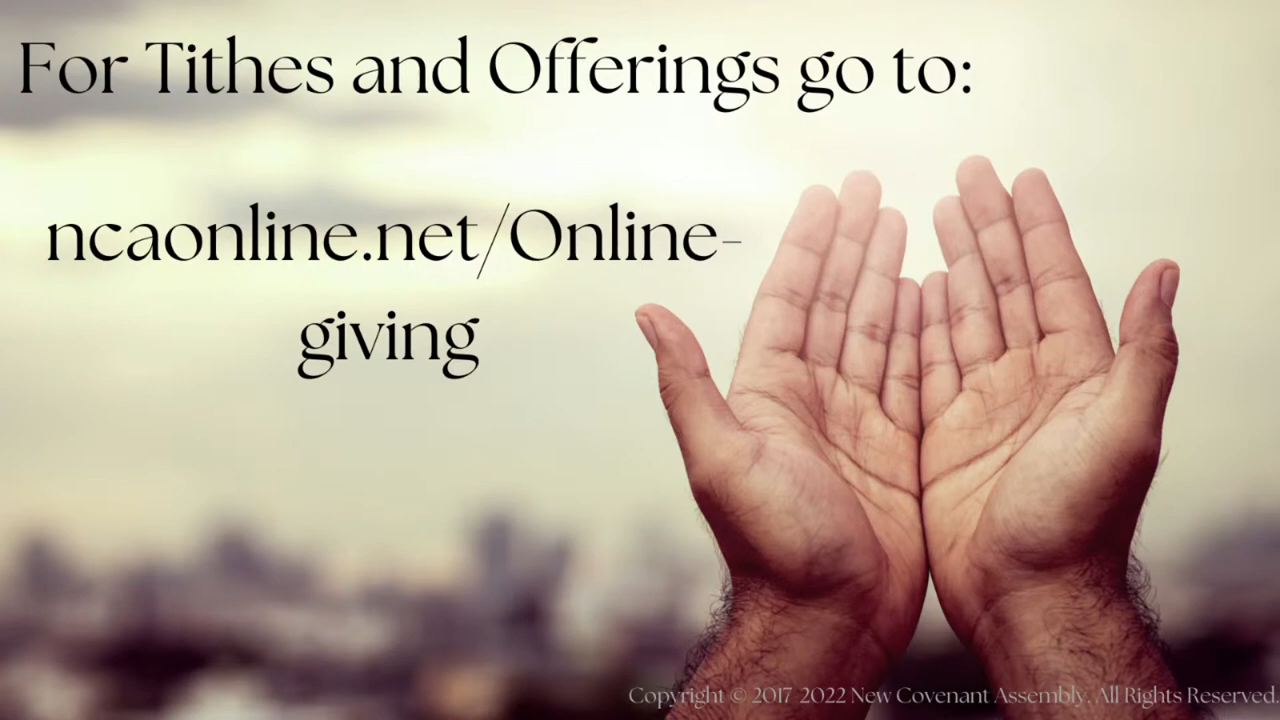 For Tithes and Offerings go to:
ncaonline.net/Online-
giving
Copyright © 2017-2022 New Covenant Assembly. All Rights Reserved.